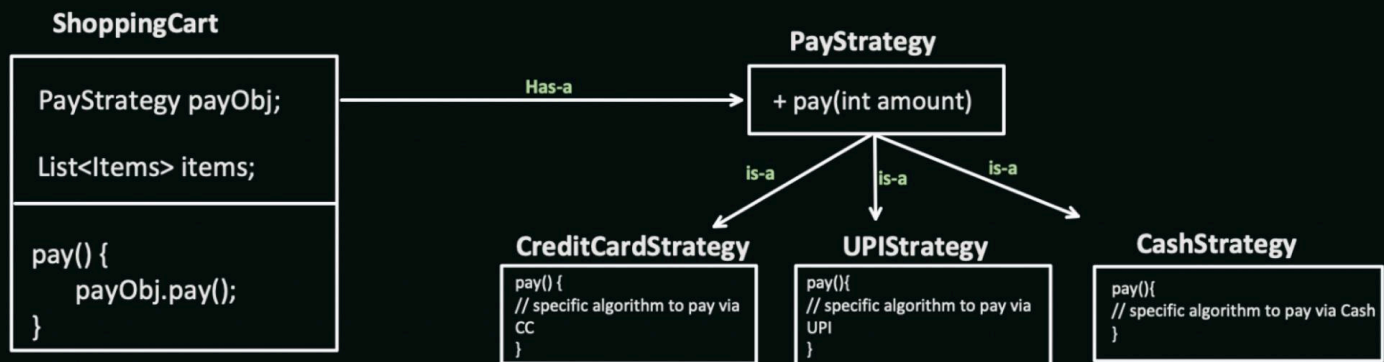 ShoppingCart
PayStrategy payObj;
List<Items> items;
pay() {
payObj.pay();
}
Has-a
PayStrategy
+ pay(int amount)
is-a
is-a
is-a
CreditCardStrategy
pay() {
// specific algorithm to pay via
CC
}
UPIStrategy
pay(){
// specific algorithm to pay via
UPI
}
CashStrategy
pay(){
// specific algorithm to pay via Cash
}